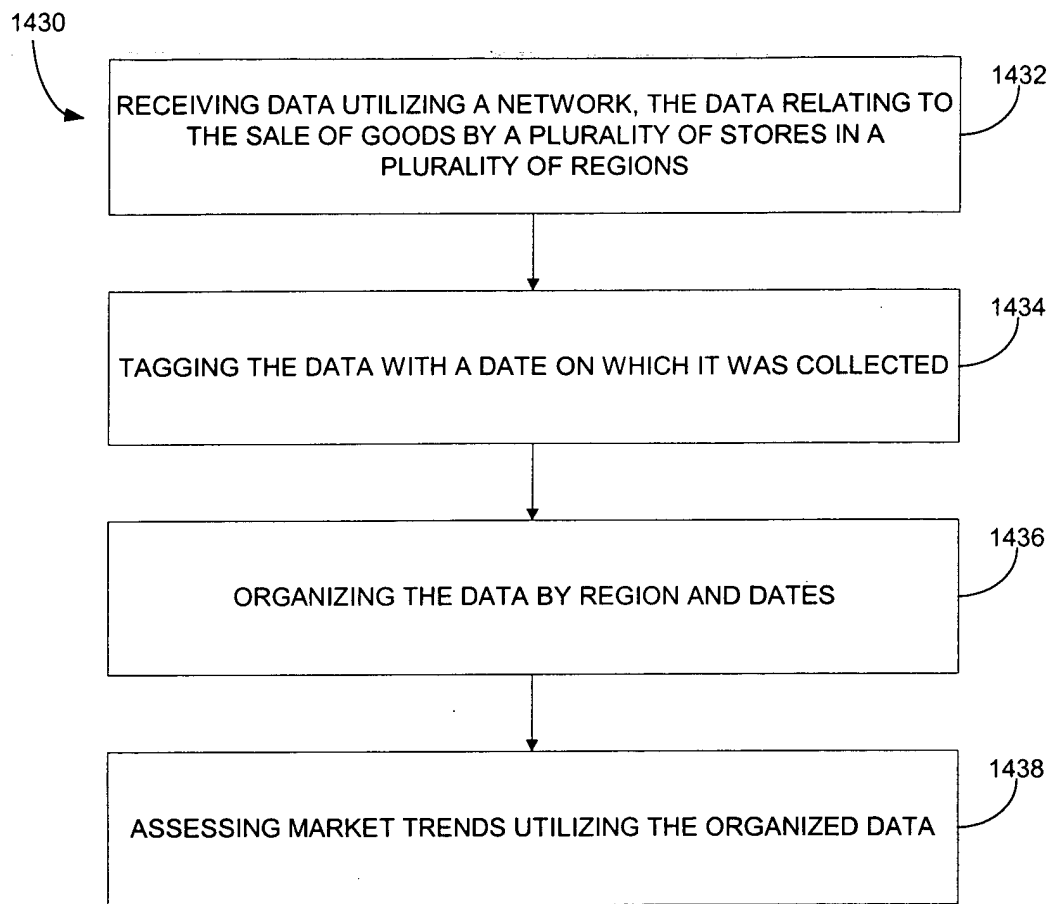 1430
1432
RECEIVING DATA UTILIZING A NETWORK, THE DATA RELATING TO
THE SALE OF GOODS BY A PLURALITY OF STORES IN A
PLURALITY OF REGIONS
1434
TAGGING THE DATA WITH A DATE ON WHICH IT WAS COLLECTED
1436
ORGANIZING THE DATA BY REGION AND DATES
1438
ASSESSING MARKET TRENDS UTILIZING THE ORGANIZED DATA